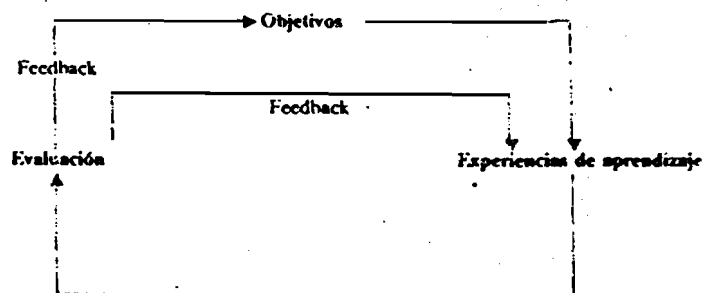 Objetivos
Feedback
Feedback
Evaluación
Experiencias de aprendizaje